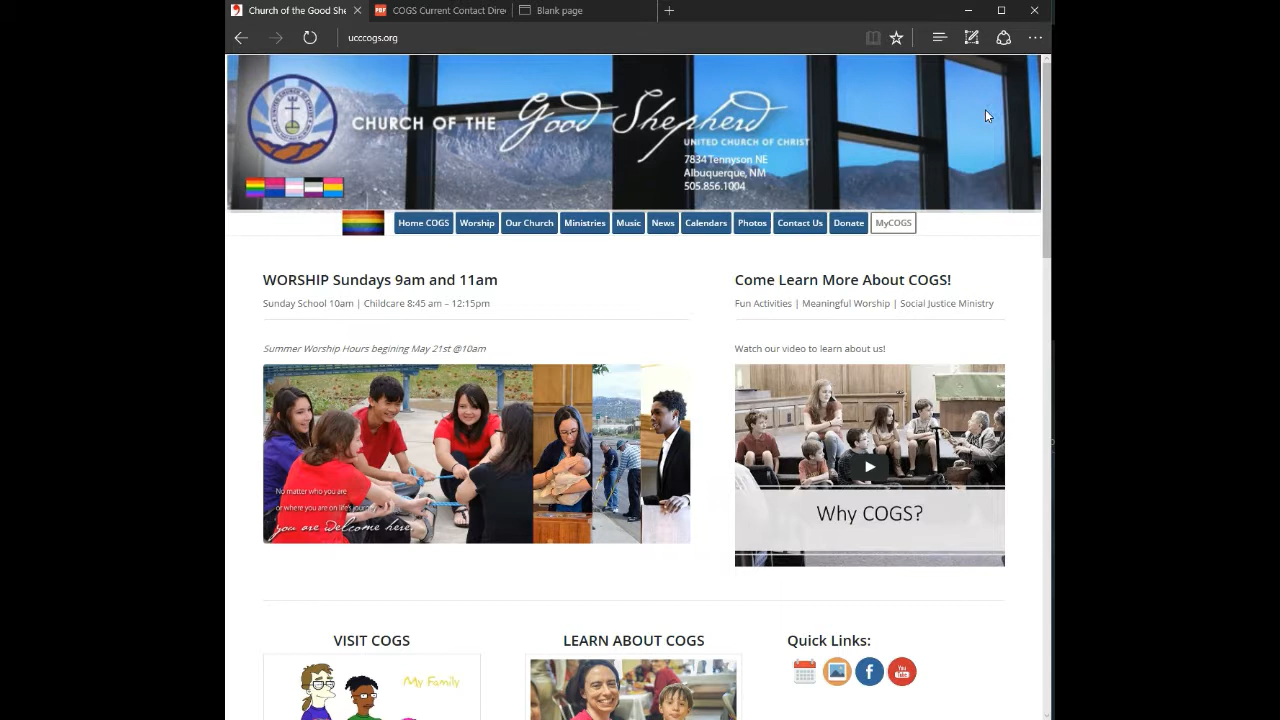 Church of the Good She
COGS Current Contact Direc
Blank page
ucccogs.org
CHURCH OF THE Good Shepherd
UNITED CHURCH OF CHRIST
7834 Tennyson NE
Albuquerque, NM
505.856.1004
Home COGS
Worship
Our Church
Ministries
Music
News
Calendars
Photos
Contact Us
Donate
MyCOGS
WORSHIP Sundays 9am and 11am
Sunday School 10am | Childcare 8:45 am – 12:15pm
Summer Worship Hours begining May 21st @10am
No matter who you are
or where you are on life's journey
you are welcome here.
Come Learn More About COGS!
Fun Activities | Meaningful Worship | Social Justice Ministry
Watch our video to learn about us!
Why COGS?
VISIT COGS
My Family
LEARN ABOUT COGS
Quick Links:
You
Tube